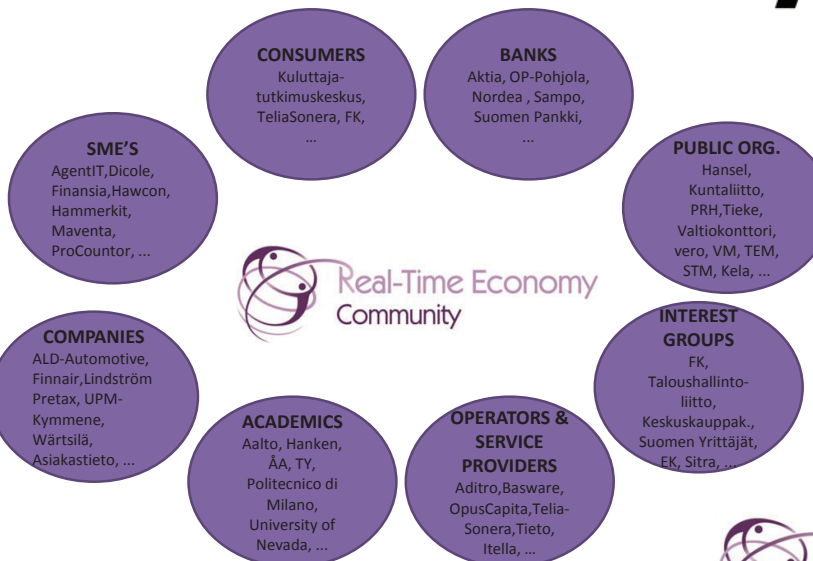 CONSUMERS
Kuluttaja-
tutkimuskeskus,
TeliaSonera, FK,
...
BANKS
Aktia, OP-Pohjola,
Nordea , Sampo,
Suomen Pankki,
...
SME'S
AgentIT,Dicole,
Finansia,Hawcon,
Hammerkit,
Maventa,
ProCountor, ...
PUBLIC ORG.
Hansel,
Kuntaliitto,
PRH,Tieke,
Valtiokonttori,
vero, VM, TEM,
STM, Kela, ...
Real-Time Economy
Community
COMPANIES
ALD-Automotive,
Finnair,Lindström
Pretax, UPM-
Kymmene,
Wärtsilä,
Asiakastieto, ...
INTEREST
GROUPS
FK,
Taloushallinto-
liitto,
Keskuskauppak.,
Suomen Yrittäjät,
EK, Sitra, ...
ACADEMICS
Aalto, Hanken,
ÅA, TY,
Politecnico di
Milano,
University of
Nevada, ...
OPERATORS &
SERVICE
PROVIDERS
Aditro,Basware,
OpusCapita,Telia-
Sonera,Tieto,
Itella, ...